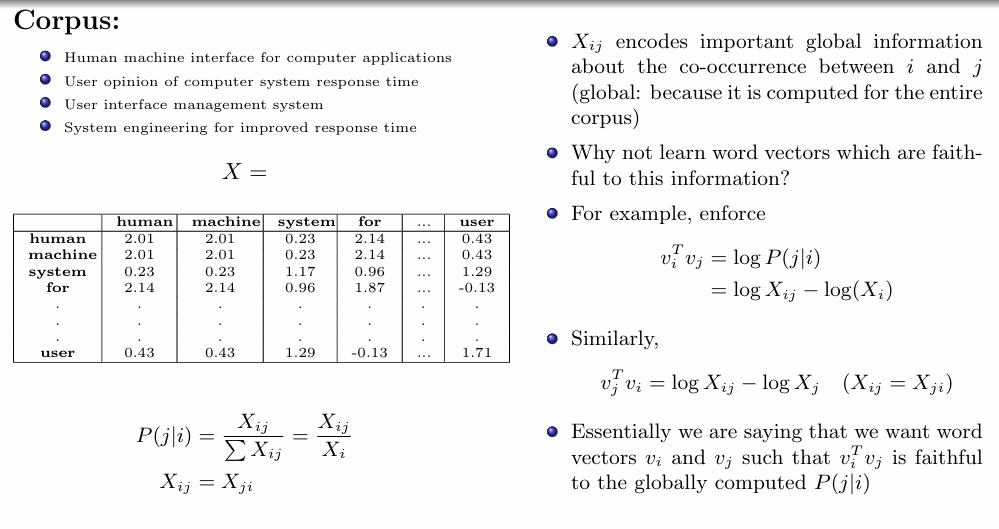 Corpus:
Human machine interface for computer applications
User opinion of computer system response time
User interface management system
System engineering for improved response time
X =
human machine system for ... user
human 2.01 2.01 0.23 2.14 ... 0.43
machine 2.01 2.01 0.23 2.14 ... 0.43
system 0.23 0.23 1.17 0.96 ... 1.29
for 2.14 2.14 0.96 1.87 ... -0.13
. . . . . . .
. . . . . . .
. . . . . . .
user 0.43 0.43 1.29 -0.13 ... 1.71
P(j|i) = X_{ij} / ∑ X_{ij} = X_{ij} / X_i
X_{ij} = X_{ji}
X_{ij} encodes important global information
about the co-occurrence between i and j
(global: because it is computed for the entire
corpus)
Why not learn word vectors which are faith-
ful to this information?
For example, enforce
v_i^T v_j = log P(j|i)
= log X_{ij} − log(X_i)
Similarly,
v_j^T v_i = log X_{ij} − log X_j (X_{ij} = X_{ji})
Essentially we are saying that we want word
vectors v_i and v_j such that v_i^T v_j is faithful
to the globally computed P(j|i)